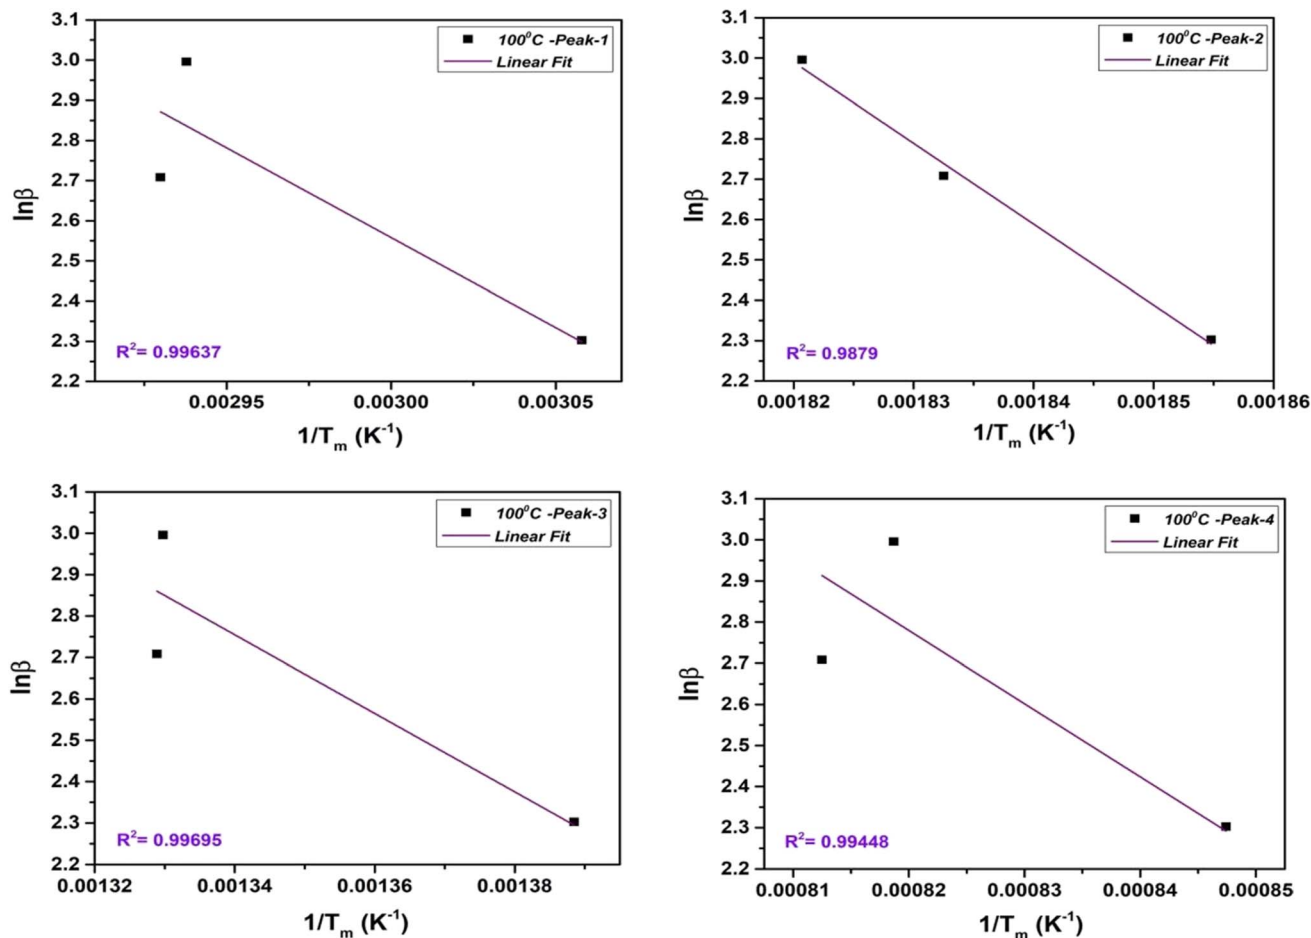 100⁰C -Peak-1
Linear Fit
3.1
3.0
2.9
2.8
2.7
2.6
2.5
2.4
2.3
2.2
lnβ
R²= 0.99637
0.00295 0.00300 0.00305
1/Tₘ (K⁻¹)
100⁰C -Peak-2
Linear Fit
3.1
3.0
2.9
2.8
2.7
2.6
2.5
2.4
2.3
2.2
lnβ
R²= 0.9879
0.00182 0.00183 0.00184 0.00185 0.00186
1/Tₘ (K⁻¹)
100⁰C -Peak-3
Linear Fit
3.1
3.0
2.9
2.8
2.7
2.6
2.5
2.4
2.3
2.2
lnβ
R²= 0.99695
0.00132 0.00134 0.00136 0.00138
1/Tₘ (K⁻¹)
100⁰C -Peak-4
Linear Fit
3.1
3.0
2.9
2.8
2.7
2.6
2.5
2.4
2.3
2.2
lnβ
R²= 0.99448
0.00081 0.00082 0.00083 0.00084 0.00085
1/Tₘ (K⁻¹)